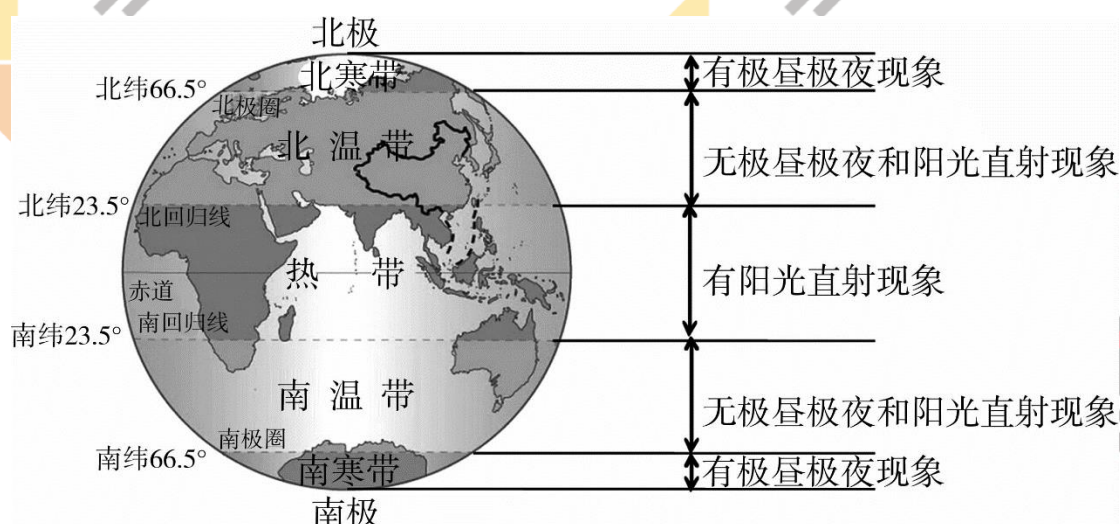 北极
北寒带
有极昼极夜现象
北纬66.5°
北极圈
北温带
无极昼极夜和阳光直射现象
北纬23.5°
北回归线
热带
有阳光直射现象
赤道
南回归线
南纬23.5°
南温带
无极昼极夜和阳光直射现象
南极圈
南纬66.5°
南寒带
有极昼极夜现象
南极